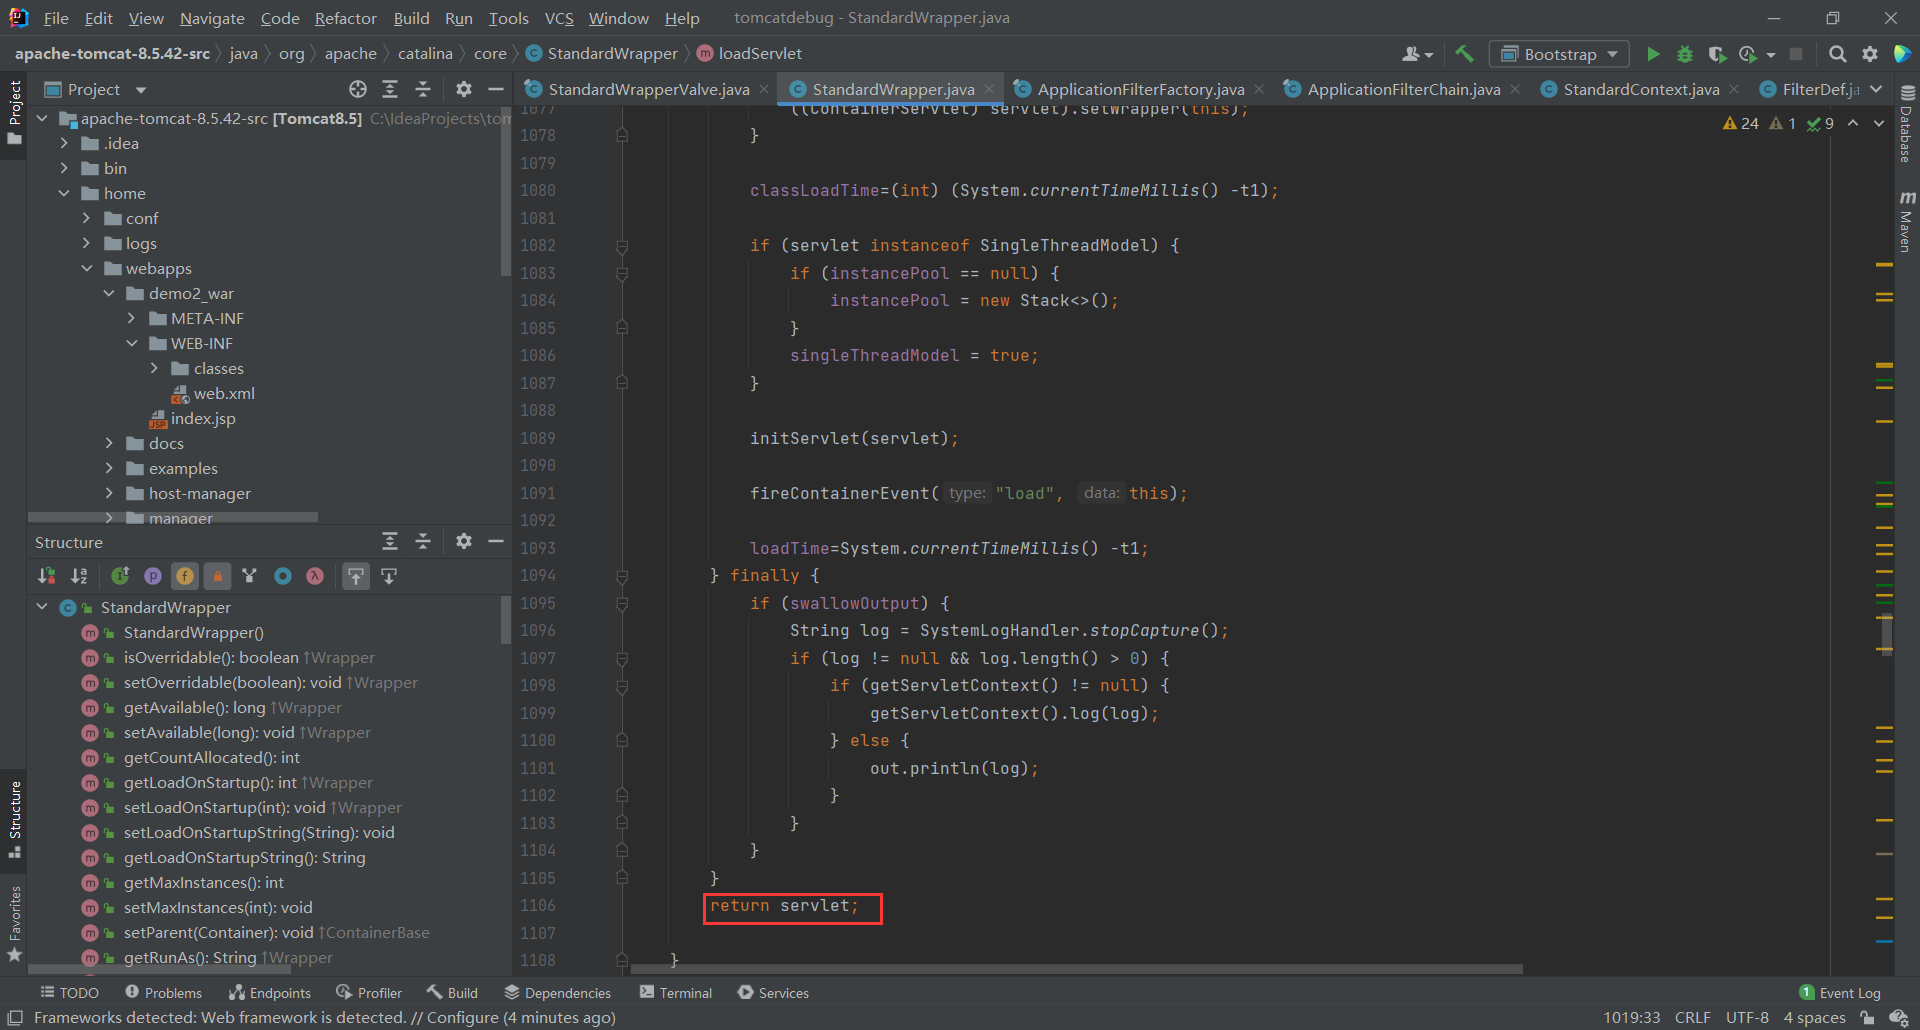 File Edit View Navigate Code Refactor Build Run Tools VCS Window Help tomcatdebug - StandardWrapper.java
apache-tomcat-8.5.42-src java org apache catalina core StandardWrapper loadServlet Bootstrap
Project
StandardWrapperValve.java StandardWrapper.java ApplicationFilterFactory.java ApplicationFilterChain.java StandardContext.java FilterDef.ja
Project
apache-tomcat-8.5.42-src [Tomcat8.5] C:\IdeaProjects\tom
.idea
bin
home
conf
logs
webapps
demo2_war
META-INF
WEB-INF
classes
web.xml
index.jsp
docs
examples
host-manager
manager
Structure
StandardWrapper
StandardWrapper()
isOverridable(): boolean ↑Wrapper
setOverridable(boolean): void ↑Wrapper
getAvailable(): long ↑Wrapper
setAvailable(long): void ↑Wrapper
getCountAllocated(): int
getLoadOnStartup(): int ↑Wrapper
setLoadOnStartup(int): void ↑Wrapper
setLoadOnStartupString(String): void
getLoadOnStartupString(): String
getMaxInstances(): int
setMaxInstances(int): void
setParent(Container): void ↑ContainerBase
getRunAs(): String ↑Wrapper
Structure
Favorites
24 1 9
1077 ((ContainerServlet) servlet).setWrapper(this);
1078 }
1079
1080 classLoadTime=(int) (System.currentTimeMillis() -t1);
1081
1082 if (servlet instanceof SingleThreadModel) {
1083 if (instancePool == null) {
1084 instancePool = new Stack<>();
1085 }
1086 singleThreadModel = true;
1087 }
1088
1089 initServlet(servlet);
1090
1091 fireContainerEvent( type: "load", data: this);
1092
1093 loadTime=System.currentTimeMillis() -t1;
1094 } finally {
1095 if (swallowOutput) {
1096 String log = SystemLogHandler.stopCapture();
1097 if (log != null && log.length() > 0) {
1098 if (getServletContext() != null) {
1099 getServletContext().log(log);
1100 } else {
1101 out.println(log);
1102 }
1103 }
1104 }
1105 }
1106 return servlet;
1107
1108 }
Database
Maven
TODO Problems Endpoints Profiler Build Dependencies Terminal Services 1 Event Log
Frameworks detected: Web framework is detected. // Configure (4 minutes ago) 1019:33 CRLF UTF-8 4 spaces